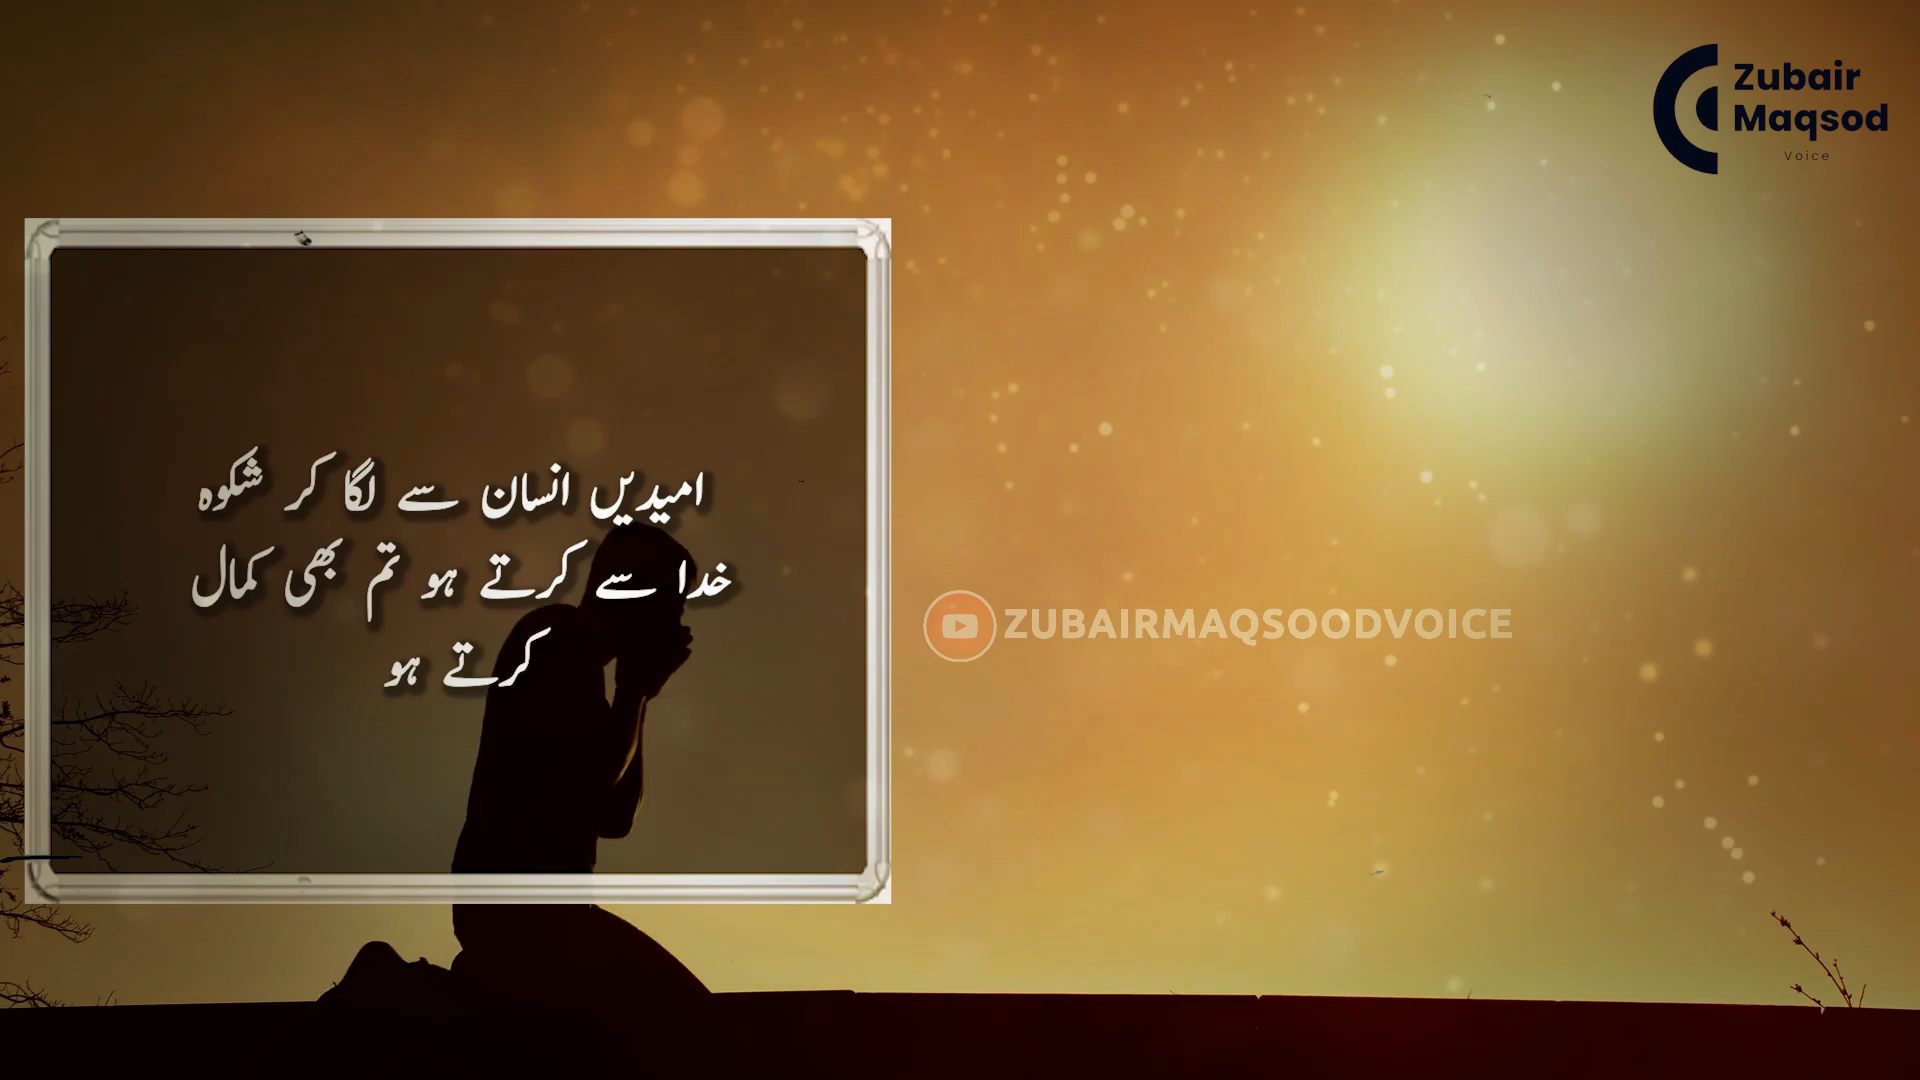 Zubair
Maqsod
Voice
امیدیں انسان سے لگا کر شکوہ
خدا سے کرتے ہو تم بھی کمال
کرتے ہو
ZUBAIRMAQSOODVOICE